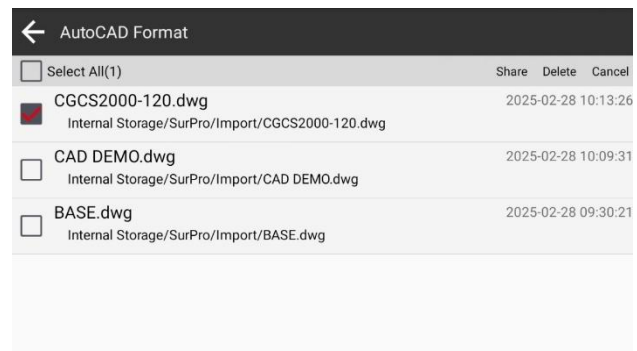 AutoCAD Format
Select All(1) Share Delete Cancel
CGCS2000-120.dwg 2025-02-28 10:13:26
Internal Storage/SurPro/Import/CGCS2000-120.dwg
CAD DEMO.dwg 2025-02-28 10:09:31
Internal Storage/SurPro/Import/CAD DEMO.dwg
BASE.dwg 2025-02-28 09:30:21
Internal Storage/SurPro/Import/BASE.dwg